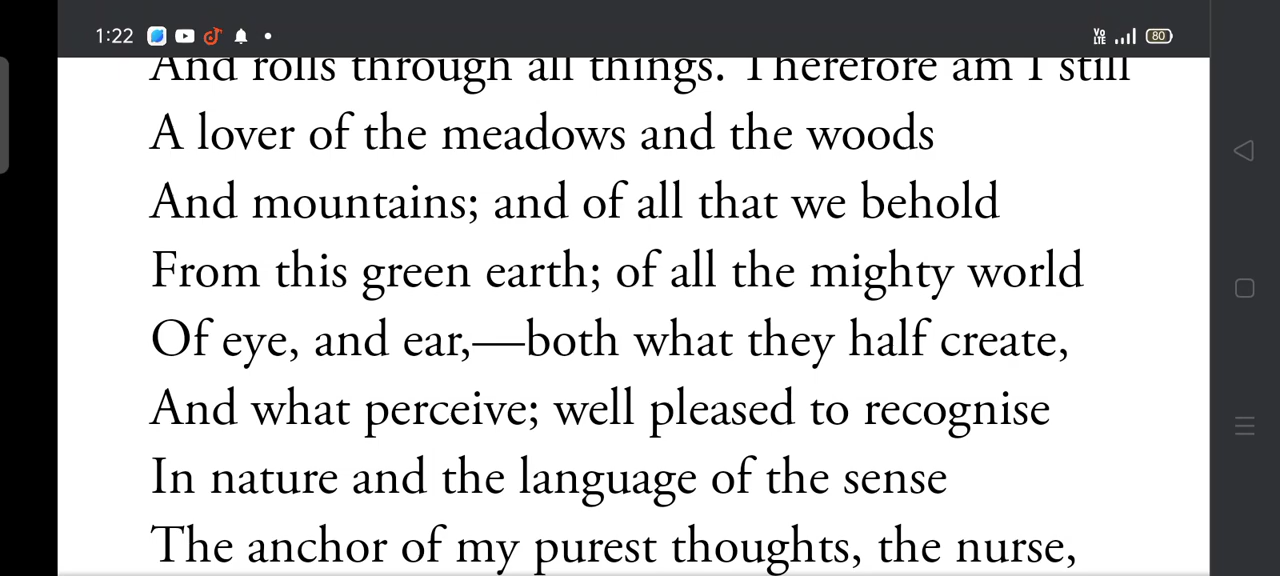 1:22 Vo LTE 80
And rolls through all things. Therefore am I still
A lover of the meadows and the woods
And mountains; and of all that we behold
From this green earth; of all the mighty world
Of eye, and ear,—both what they half create,
And what perceive; well pleased to recognise
In nature and the language of the sense
The anchor of my purest thoughts, the nurse,